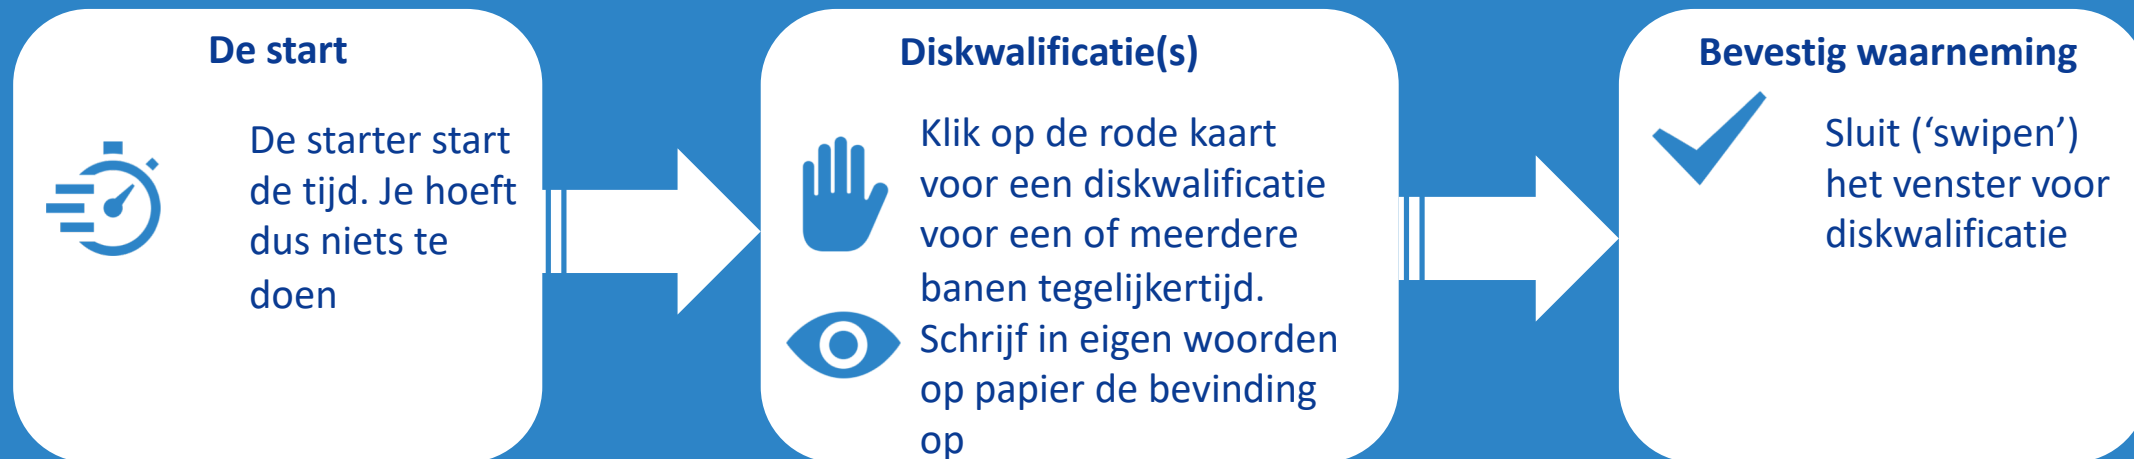 De start
De starter start
de tijd. Je hoeft
dus niets te
doen
Diskwalificatie(s)
Klik op de rode kaart
voor een diskwalificatie
voor een of meerdere
banen tegelijkertijd.
Schrijf in eigen woorden
op papier de bevinding
op
Bevestig waarneming
Sluit (‘swipen’)
het venster voor
diskwalificatie